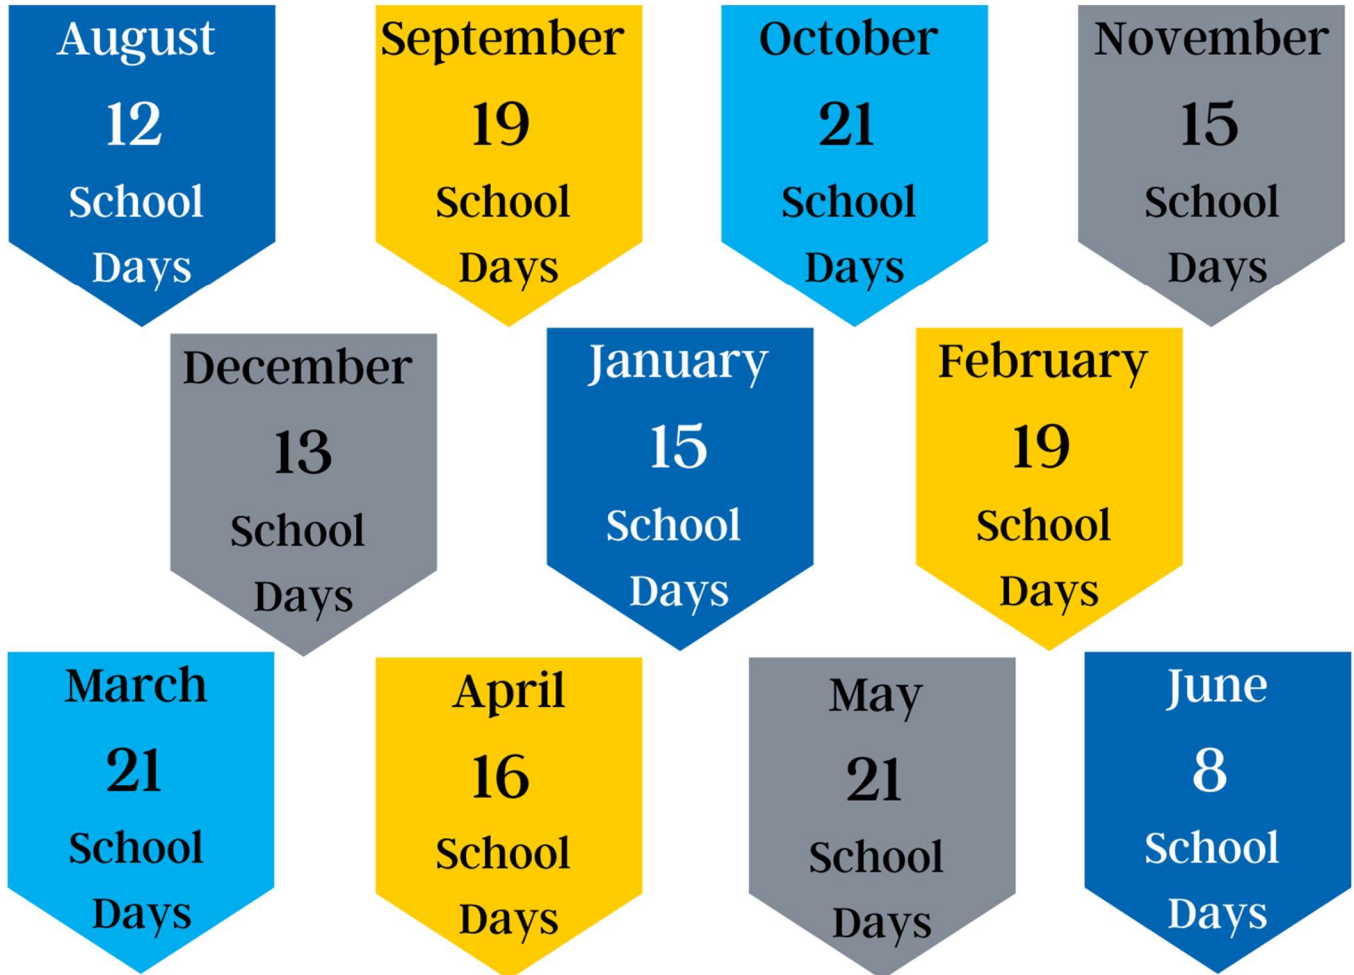 August
12
School
Days
September
19
School
Days
October
21
School
Days
November
15
School
Days
December
13
School
Days
January
15
School
Days
February
19
School
Days
March
21
School
Days
April
16
School
Days
May
21
School
Days
June
8
School
Days